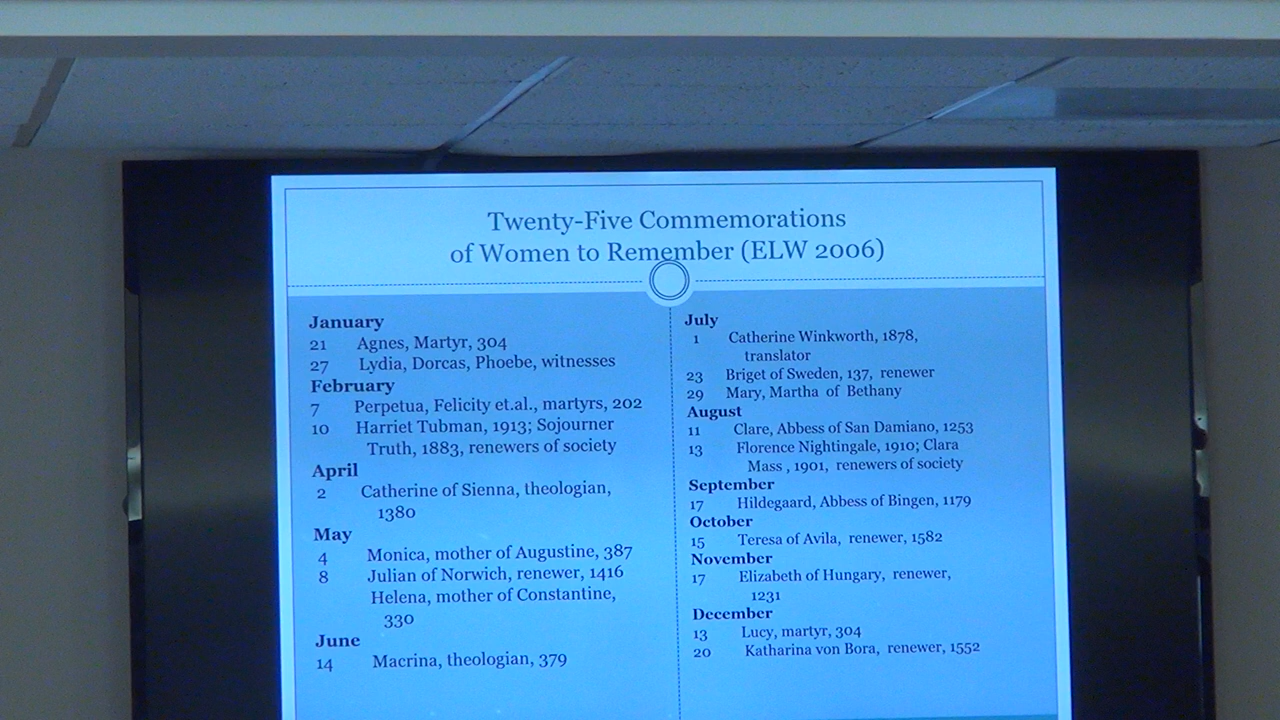 Twenty-Five Commemorations
of Women to Remember (ELW 2006)
January
21 Agnes, Martyr, 304
27 Lydia, Dorcas, Phoebe, witnesses
February
7 Perpetua, Felicity et.al., martyrs, 202
10 Harriet Tubman, 1913; Sojourner
Truth, 1883, renewers of society
April
2 Catherine of Sienna, theologian,
1380
May
4 Monica, mother of Augustine, 387
8 Julian of Norwich, renewer, 1416
Helena, mother of Constantine,
330
June
14 Macrina, theologian, 379
July
1 Catherine Winkworth, 1878,
translator
23 Briget of Sweden, 137, renewer
29 Mary, Martha of Bethany
August
11 Clare, Abbess of San Damiano, 1253
13 Florence Nightingale, 1910; Clara
Mass , 1901, renewers of society
September
17 Hildegaard, Abbess of Bingen, 1179
October
15 Teresa of Avila, renewer, 1582
November
17 Elizabeth of Hungary, renewer,
1231
December
13 Lucy, martyr, 304
20 Katharina von Bora, renewer, 1552